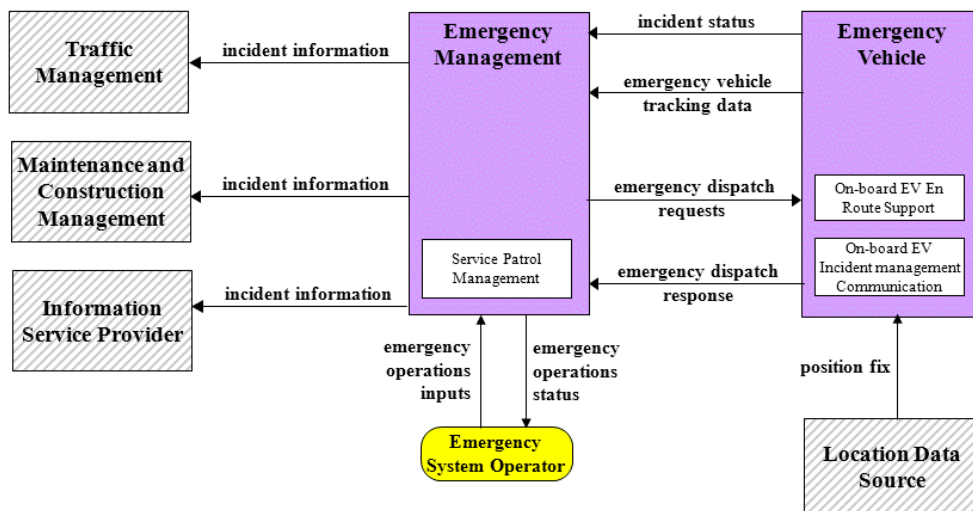 Traffic
Management
incident information
Emergency
Management
incident status
Emergency
Vehicle
emergency vehicle
tracking data
Maintenance and
Construction
Management
incident information
emergency dispatch
requests
On-board EV En
Route Support
Service Patrol
Management
emergency dispatch
response
On-board EV
Incident management
Communication
Information
Service Provider
incident information
emergency
operations
inputs
emergency
operations
status
position fix
Emergency
System Operator
Location Data
Source